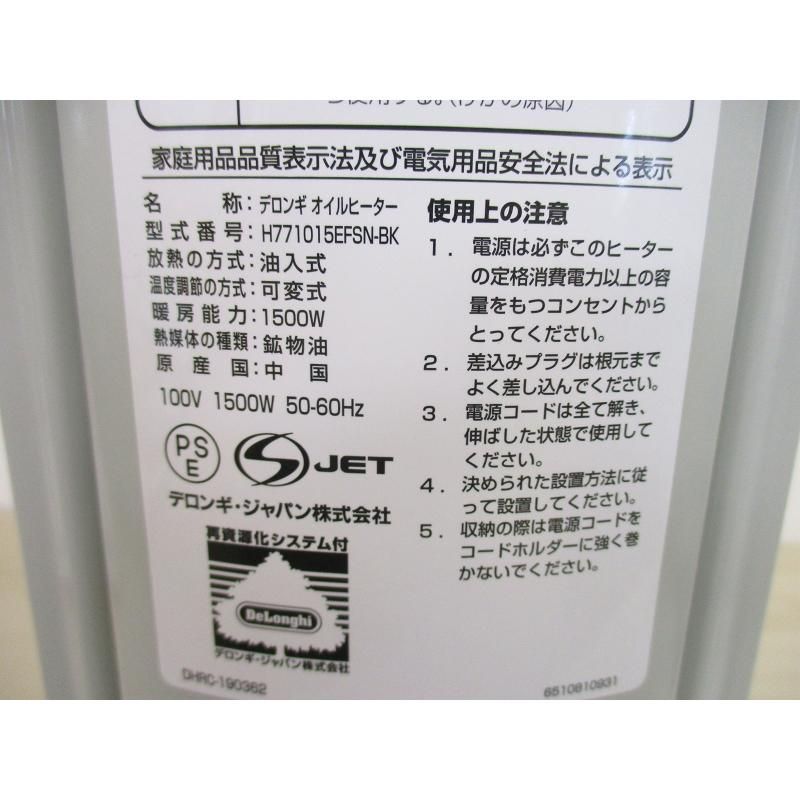 使用する。(けがの原因)
家庭用品品質表示法及び電気用品安全法による表示
名 称：デロンギ オイルヒーター
型式番号：H771015EFSN-BK
放熱の方式：油入式
温度調節の方式：可変式
暖房能力：1500W
熱媒体の種類：鉱物油
原産国：中 国
100V 1500W 50-60Hz
PS
E
S JET
デロンギ・ジャパン株式会社
再資源化システム付
DeLonghi
デロンギ・ジャパン株式会社
DHRC-190362
使用上の注意
1. 電源は必ずこのヒーター
の定格消費電力以上の容
量をもつコンセントから
とってください。
2. 差込みプラグは根元まで
よく差し込んでください。
3. 電源コードは全て解き、
伸ばした状態で使用して
ください。
4. 決められた設置方法に従
って設置してください。
5. 収納の際は電源コードを
コードホルダーに強く巻
かないでください。
6510810931